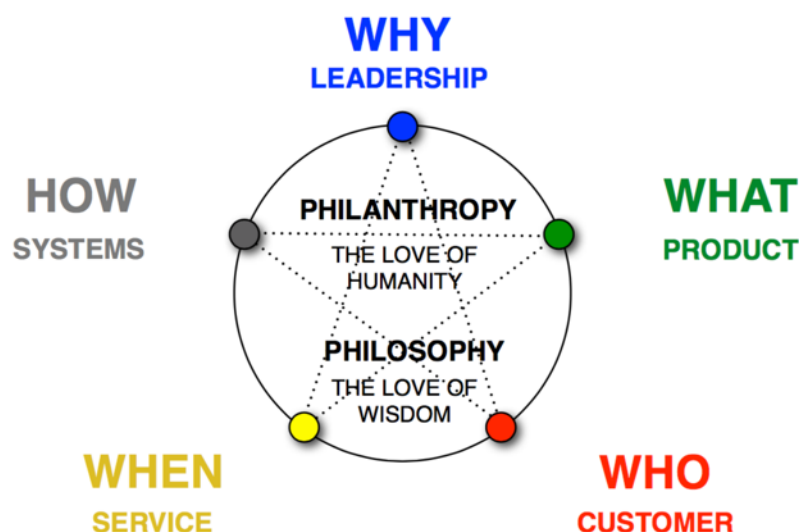 WHY
LEADERSHIP
HOW
SYSTEMS
WHAT
PRODUCT
PHILANTHROPY
THE LOVE OF
HUMANITY
PHILOSOPHY
THE LOVE OF
WISDOM
WHEN
SERVICE
WHO
CUSTOMER